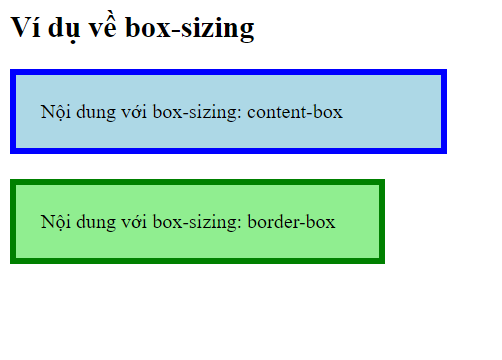 Ví dụ về box-sizing
Nội dung với box-sizing: content-box
Nội dung với box-sizing: border-box